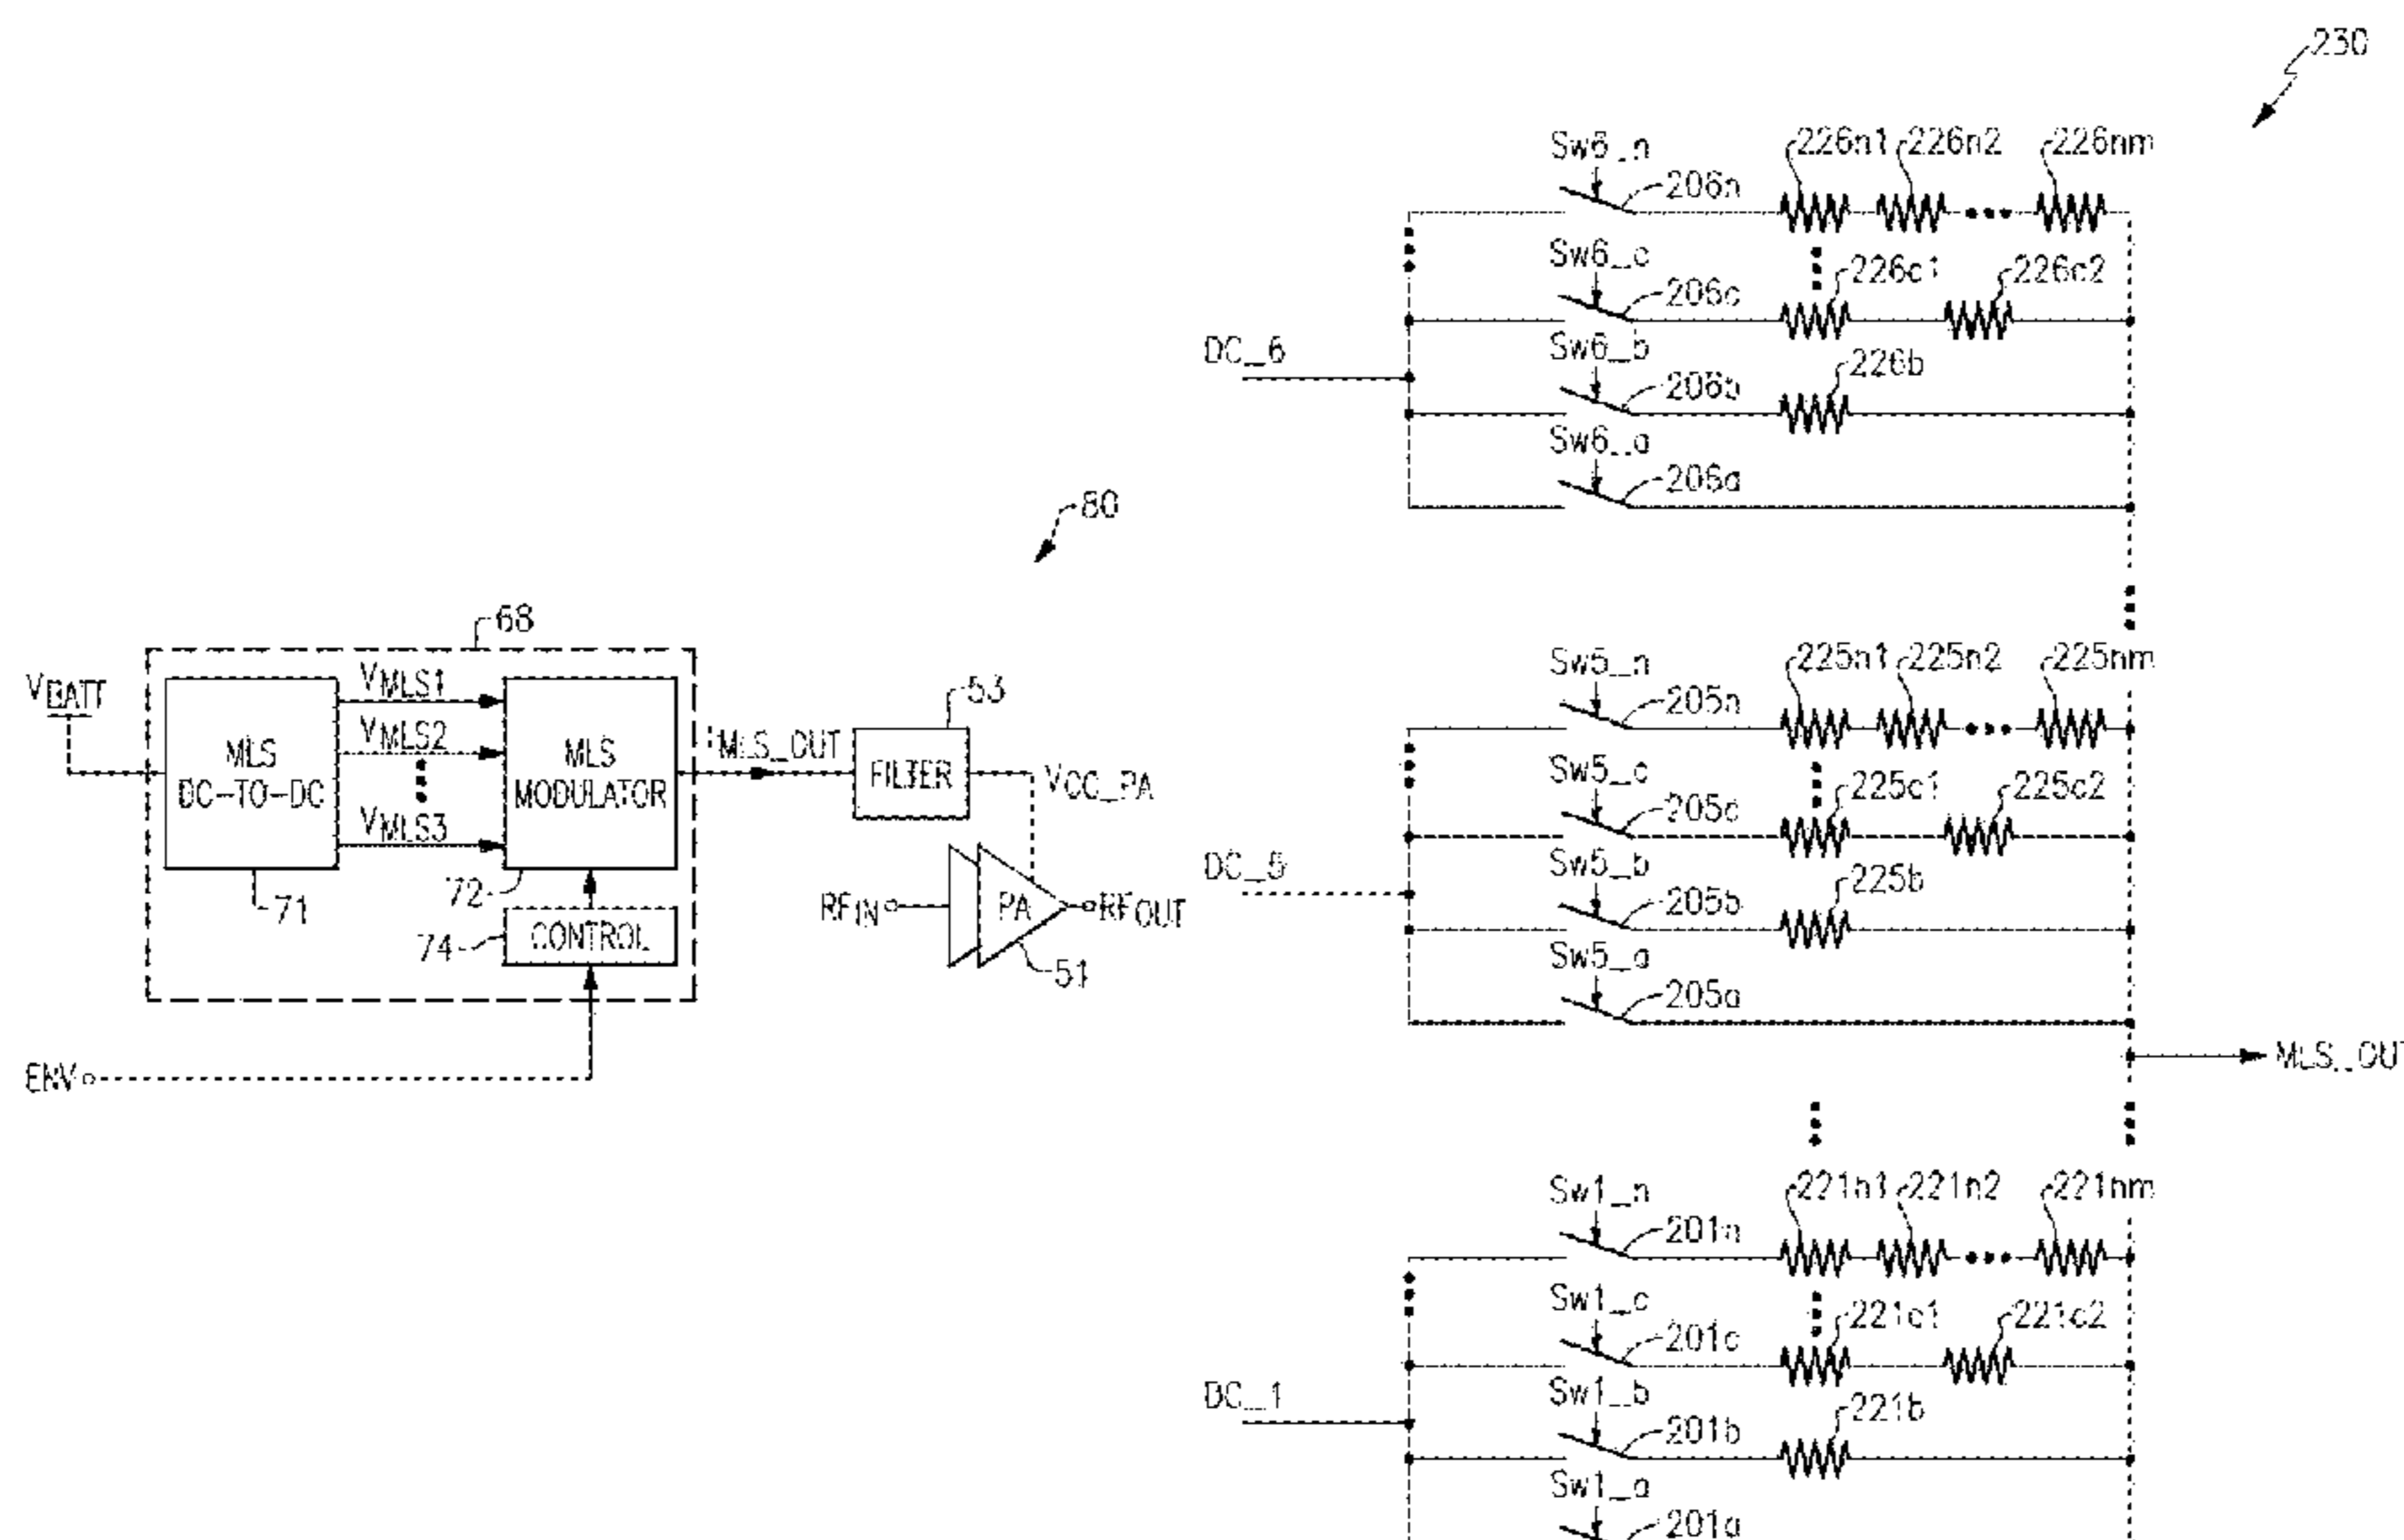 230
Sw6_n
206n
226n1 226n2 226nm
Sw6_c
206c
226c1 226c2
DC_6
Sw6_b
206b
226b
Sw6_a
206a
80
68
VBATT
MLS
DC-TO-DC
71
VMLS1
VMLS2
VMLS3
MLS
MODULATOR
72
CONTROL
74
ENV
MLS_OUT
FILTER
53
VCC_PA
RFIN
PA
RFOUT
51
Sw5_n
205n
225n1 225n2 225nm
Sw5_c
205c
225c1 225c2
DC_5
Sw5_b
205b
225b
Sw5_a
205a
MLS_OU
Sw1_n
201n
221n1 221n2 221nm
Sw1_c
201c
221c1 221c2
DC_1
Sw1_b
201b
221b
Sw1_a
201a